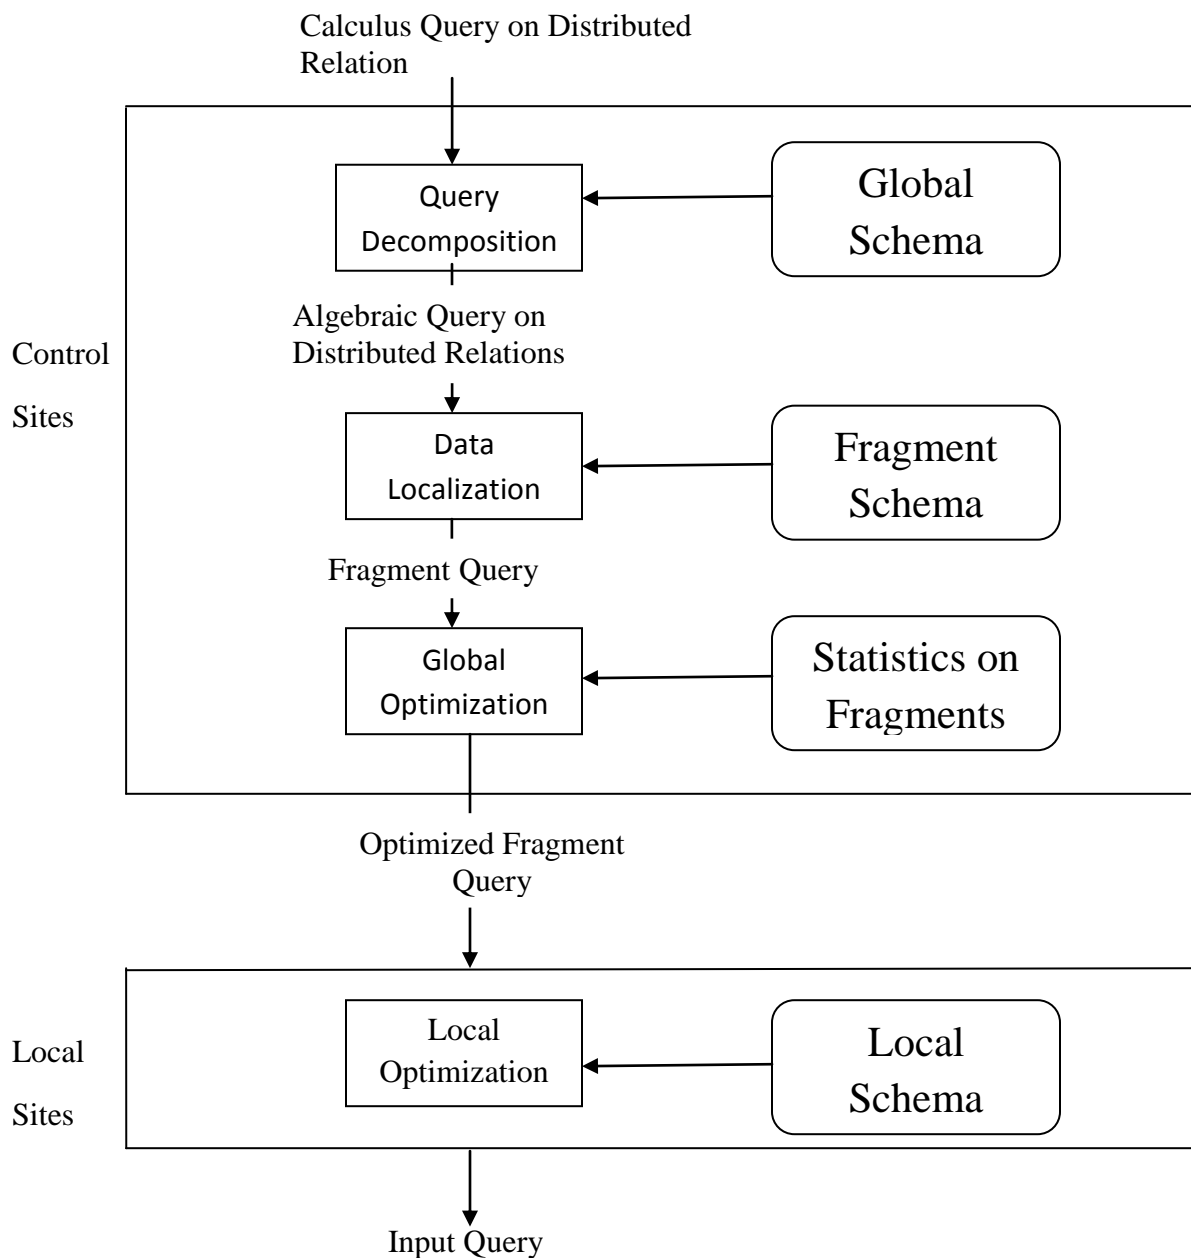 Calculus Query on Distributed
Relation
Query
Decomposition
Global
Schema
Algebraic Query on
Distributed Relations
Control
Sites
Data
Localization
Fragment
Schema
Fragment Query
Global
Optimization
Statistics on
Fragments
Optimized Fragment
Query
Local
Optimization
Local
Schema
Local
Sites
Input Query